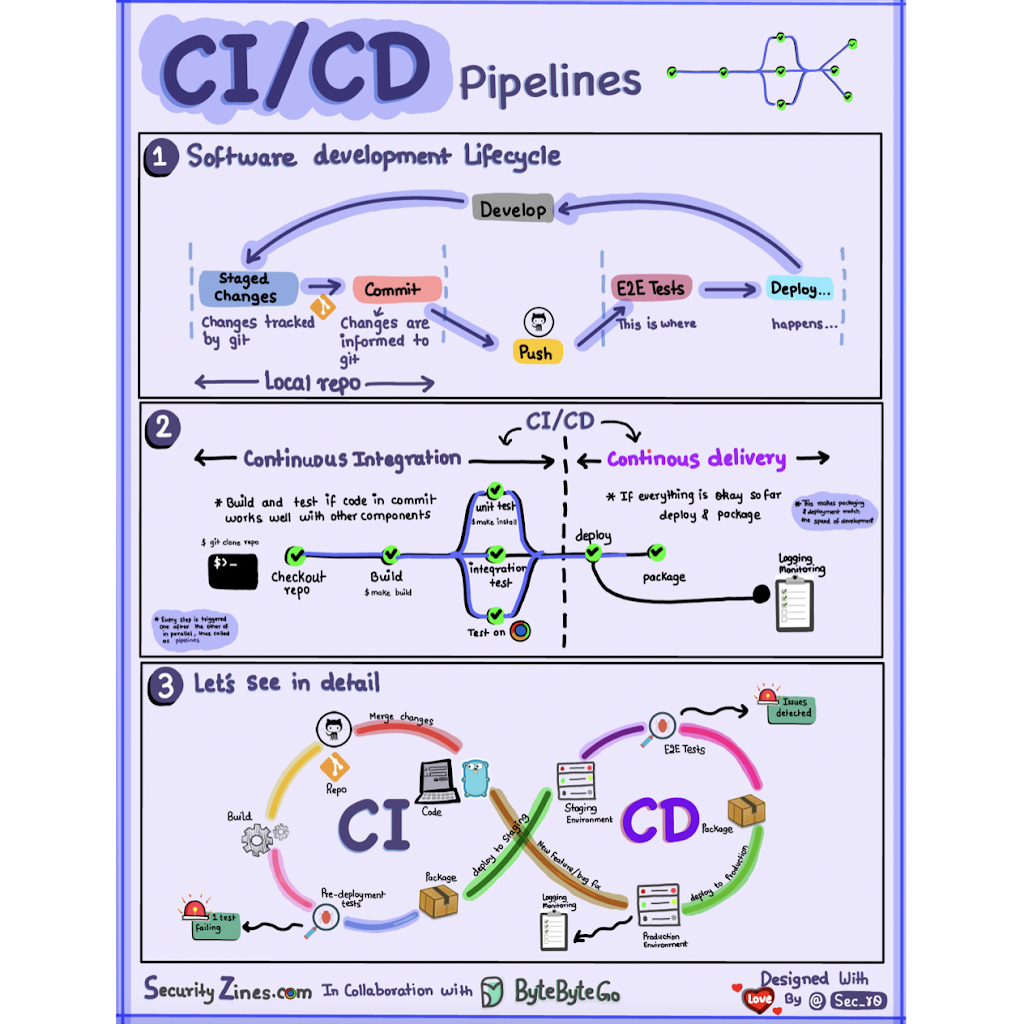 CI/CD Pipelines
1 Software development Lifecycle
Develop
Staged
Changes
Commit
E2E Tests
Deploy...
Changes tracked
by git
Changes are
informed to
git
Push
This is where
happens...
Local repo
2
CI/CD
Continuous Integration
Continous delivery
* Build and test if code in commit
works well with other components
* If everything is okay so far
deploy & package
* This makes packaging
& deployment match
the speed of development
unit test
$ make install
$ git clone repo
$>_
Checkout
repo
Build
$ make build
integration
test
Test on
deploy
package
Logging
Monitoring
* Every step is triggered
one after the other or
in parallel, thus called
as pipelines
3 Let's see in detail
Merge changes
Repo
Code
Build
CI
Pre-deployment
tests
1 test
failing
Package
deploy to Staging
New feature/bug fix
Staging
Environment
E2E Tests
Issues
detected
CD
Package
deploy to Production
Production
Environment
Logging
Monitoring
SecurityZines.com In Collaboration with ByteByteGo
Designed With
Love By @ Sec_r0